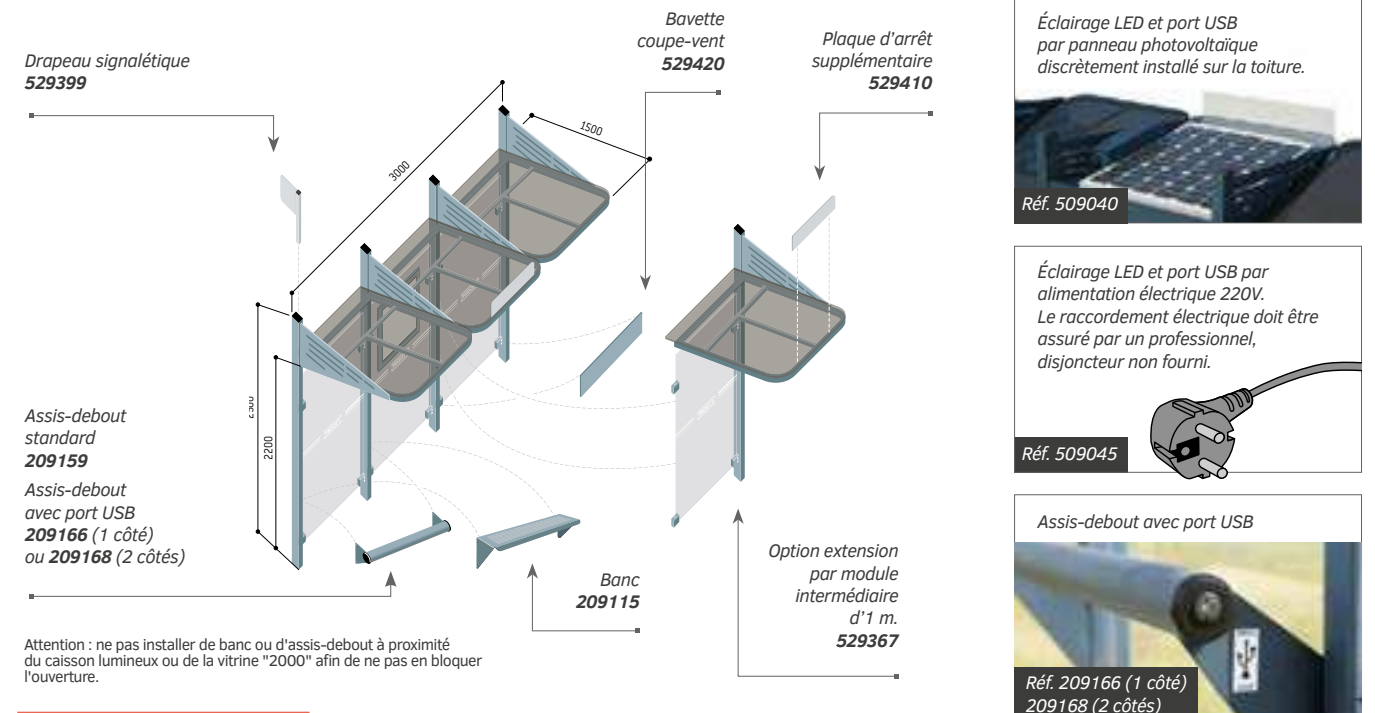 Drapeau signalétique
529399
Bavette
coupe-vent
529420
Plaque d'arrêt
supplémentaire
529410
3000
1500
2200
Assis-debout
standard
209159
Assis-debout
avec port USB
209166 (1 côté)
ou 209168 (2 côtés)
Banc
209115
Option extension
par module
intermédiaire
d'1 m.
529367
Attention : ne pas installer de banc ou d'assis-debout à proximité
du caisson lumineux ou de la vitrine "2000" afin de ne pas en bloquer
l'ouverture.
Éclairage LED et port USB
par panneau photovoltaïque
discrètement installé sur la toiture.
Réf. 509040
Éclairage LED et port USB par
alimentation électrique 220V.
Le raccordement électrique doit être
assuré par un professionnel,
disjoncteur non fourni.
Réf. 509045
Assis-debout avec port USB
Réf. 209166 (1 côté)
209168 (2 côtés)